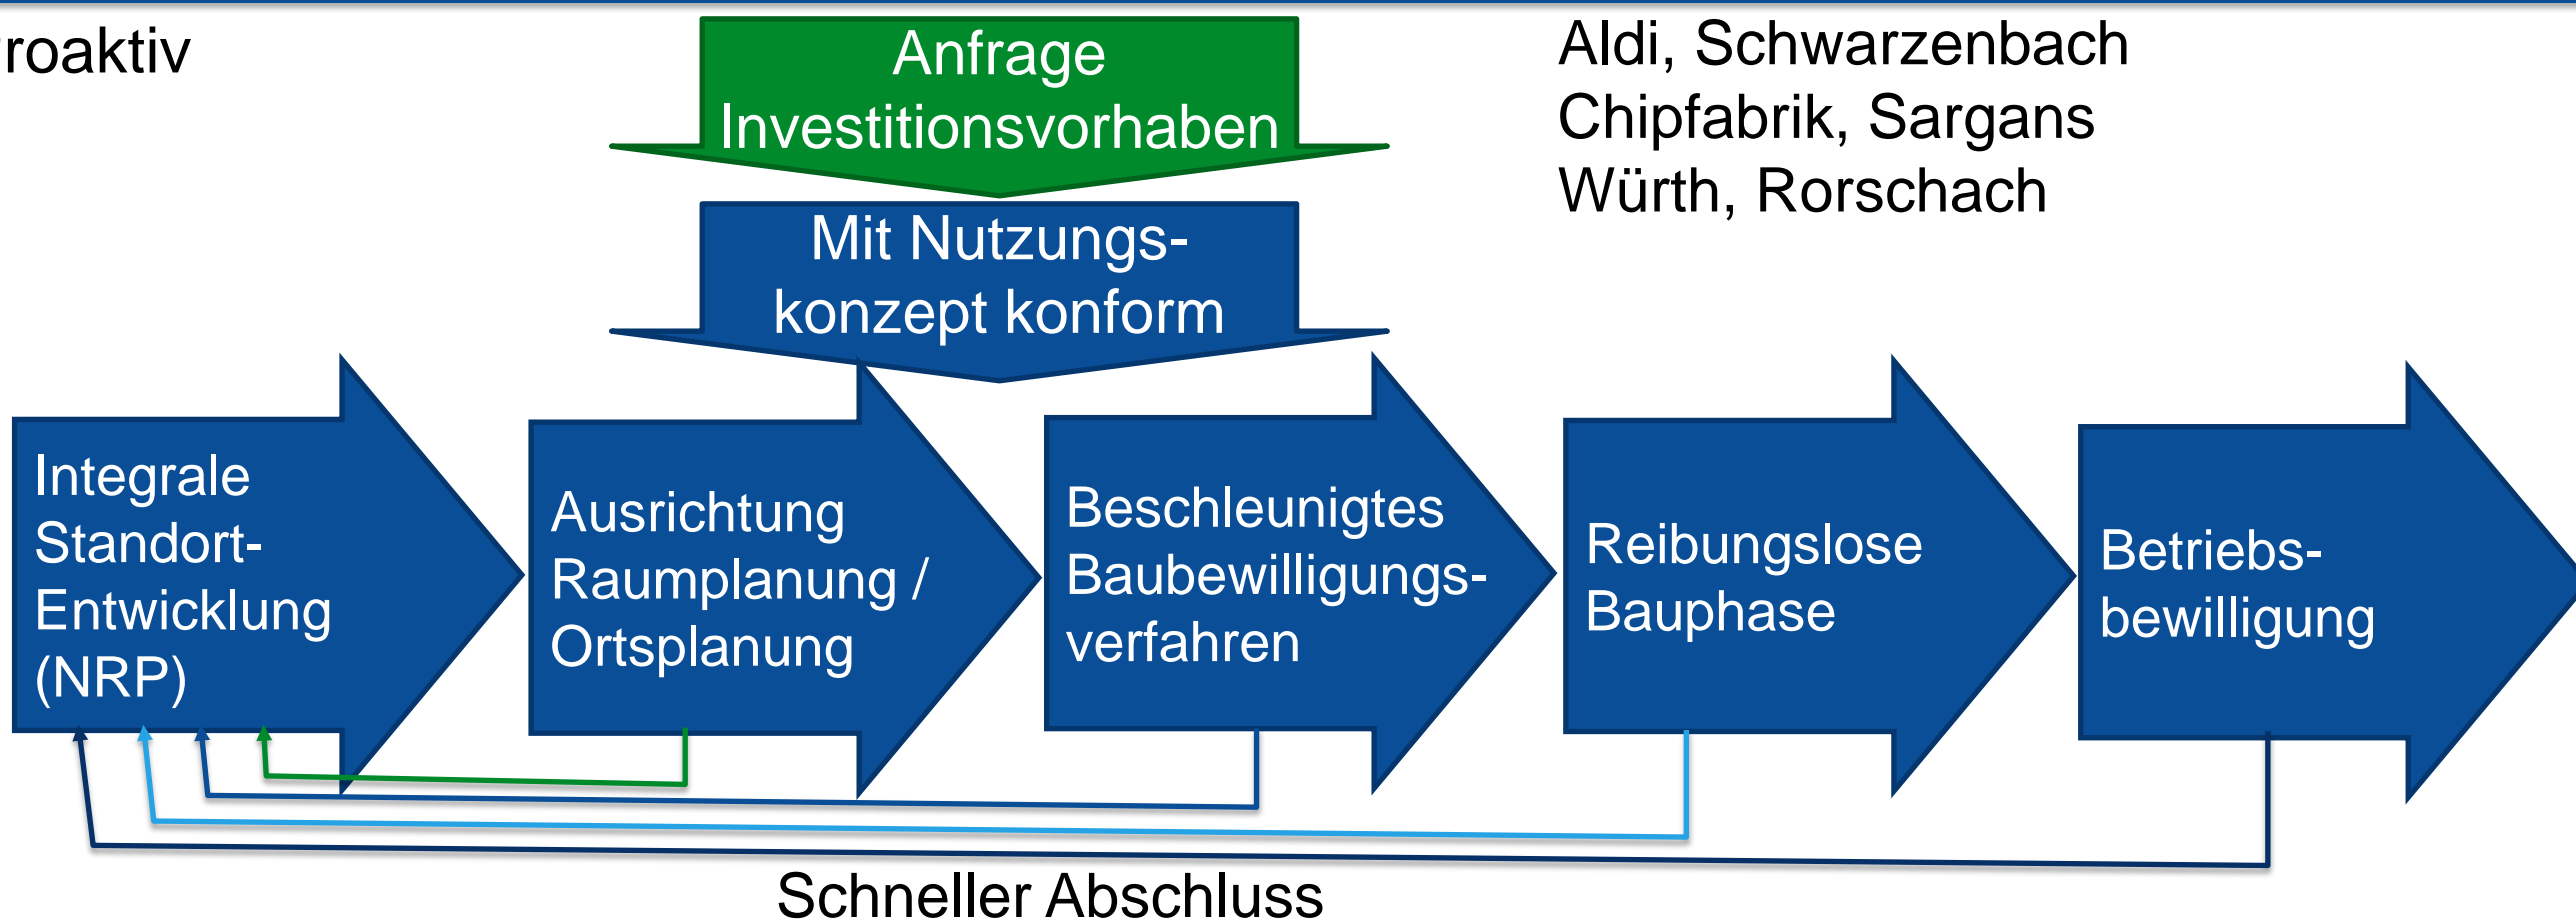 roaktiv
Anfrage
Investitionsvorhaben
Aldi, Schwarzenbach
Chipfabrik, Sargans
Würth, Rorschach
Mit Nutzungs-
konzept konform
Integrale
Standort-
Entwicklung
(NRP)
Ausrichtung
Raumplanung /
Ortsplanung
Beschleunigtes
Baubewilligungs-
verfahren
Reibungslose
Bauphase
Betriebs-
bewilligung
Schneller Abschluss